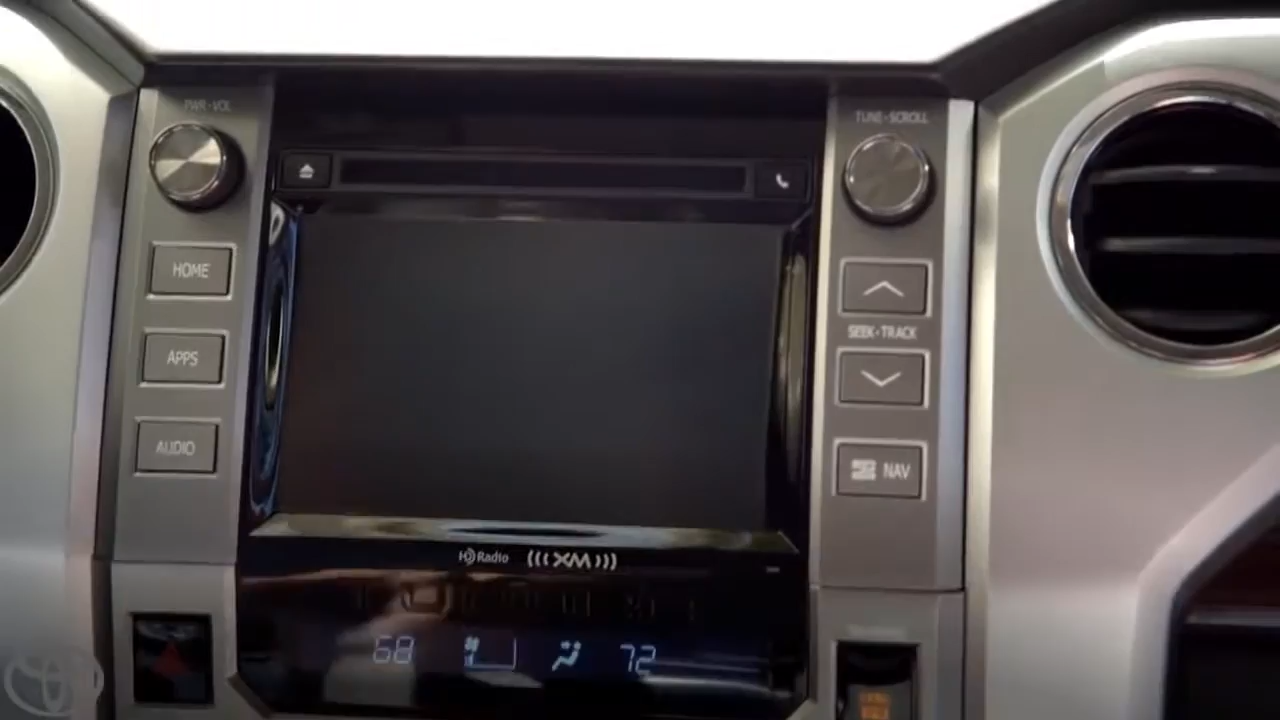 PWR•VOL
TUNE•SCROLL
HOME
APPS
SEEK•TRACK
AUDIO
NAV
HD Radio
(((XM)))
68
72